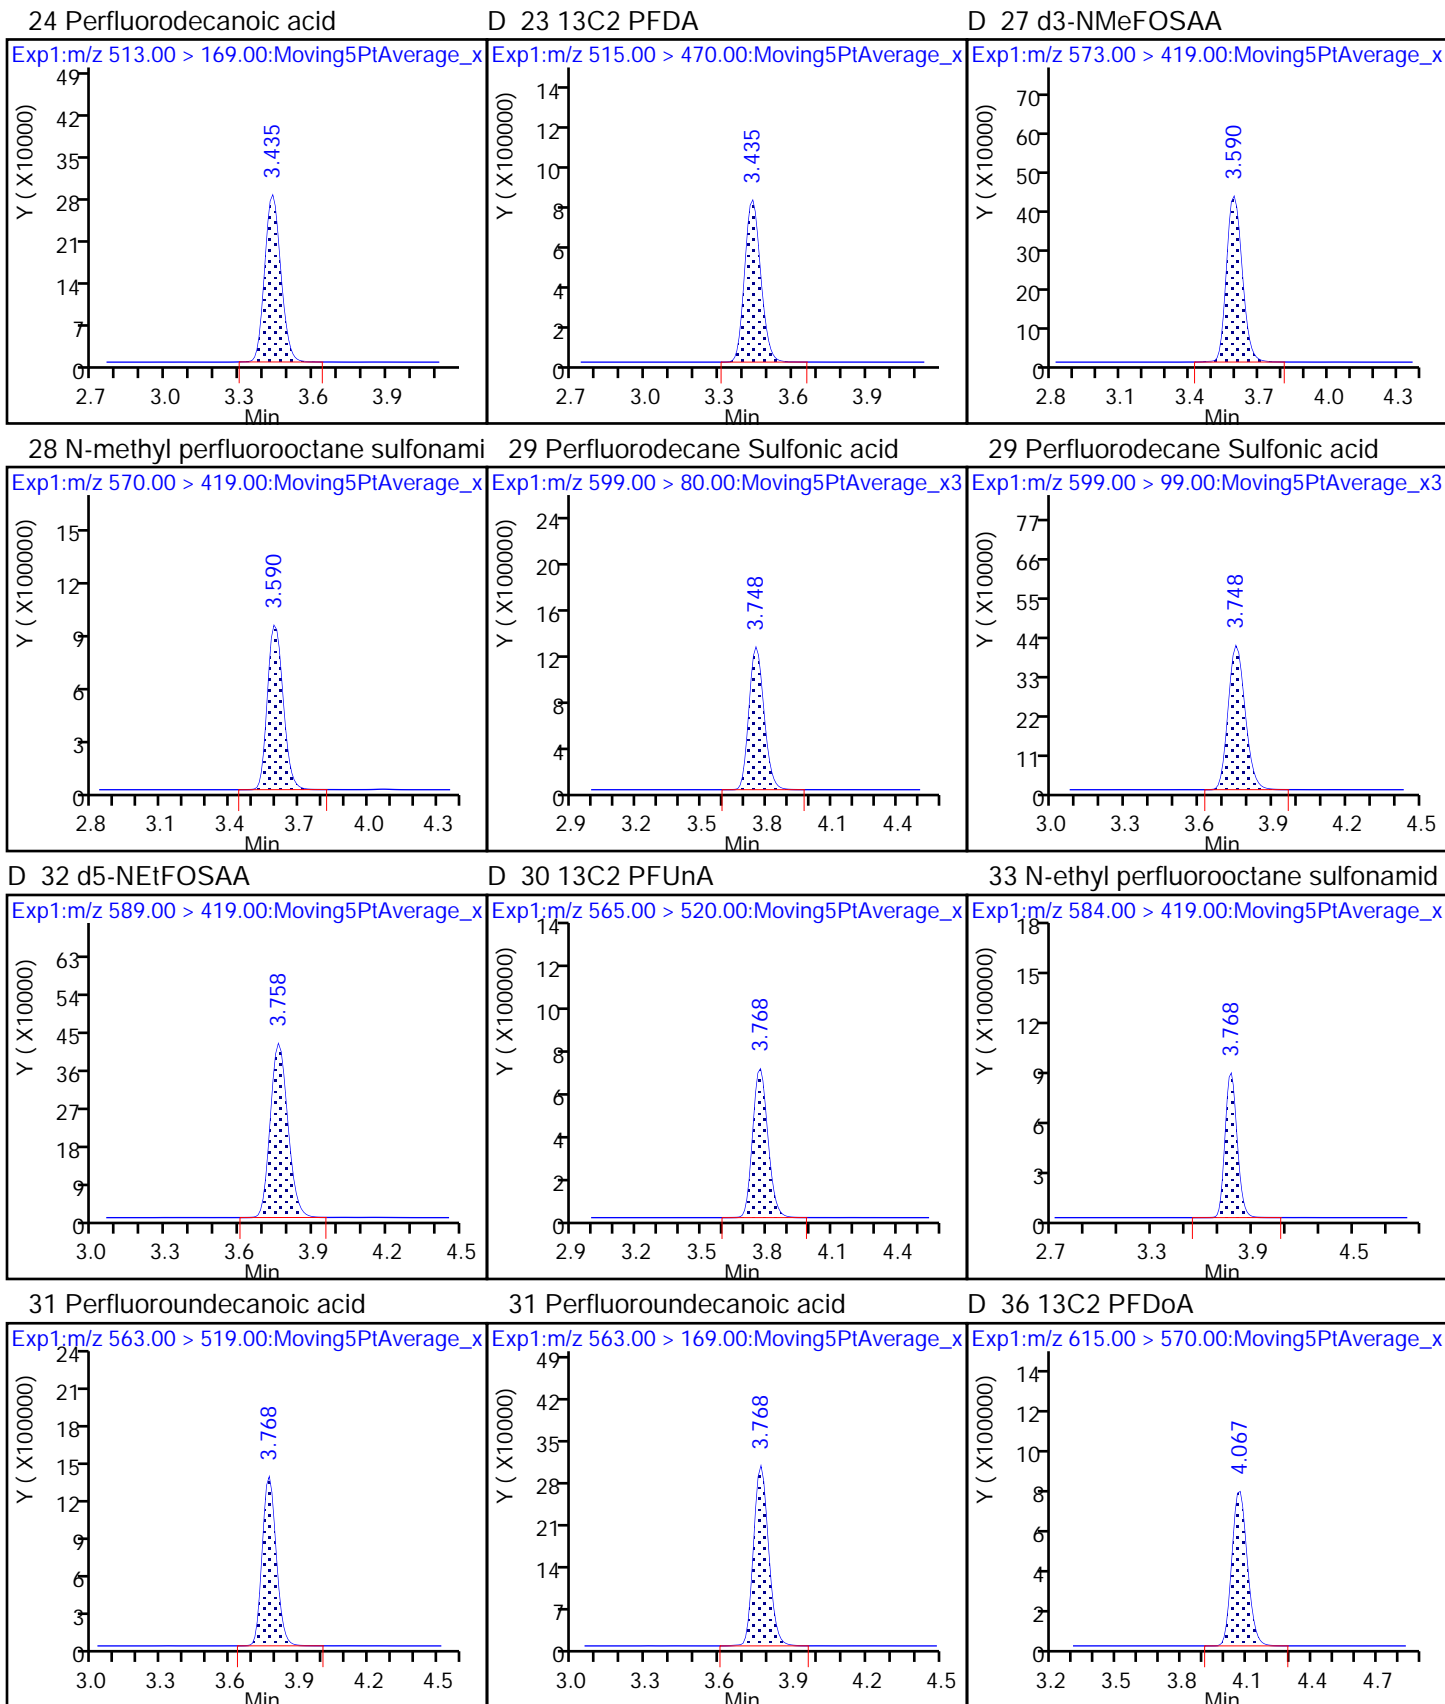 24 Perfluorodecanoic acid
Exp1:m/z 513.00 > 169.00:Moving5PtAverage_x
Y ( X10000)
49
42
35
28
21
14
7
0
3.435
2.7 3.0 3.3 3.6 3.9
Min
D 23 13C2 PFDA
Exp1:m/z 515.00 > 470.00:Moving5PtAverage_x
Y ( X100000)
14
12
10
8
6
4
2
0
3.435
2.7 3.0 3.3 3.6 3.9
Min
D 27 d3-NMeFOSAA
Exp1:m/z 573.00 > 419.00:Moving5PtAverage_x
Y ( X10000)
70
60
50
40
30
20
10
0
3.590
2.8 3.1 3.4 3.7 4.0 4.3
Min
28 N-methyl perfluorooctane sulfonami
Exp1:m/z 570.00 > 419.00:Moving5PtAverage_x
Y ( X100000)
15
12
9
6
3
0
3.590
2.8 3.1 3.4 3.7 4.0 4.3
Min
29 Perfluorodecane Sulfonic acid
Exp1:m/z 599.00 > 80.00:Moving5PtAverage_x3
Y ( X100000)
24
20
16
12
8
4
0
3.748
2.9 3.2 3.5 3.8 4.1 4.4
Min
29 Perfluorodecane Sulfonic acid
Exp1:m/z 599.00 > 99.00:Moving5PtAverage_x3
Y ( X10000)
77
66
55
44
33
22
11
0
3.748
3.0 3.3 3.6 3.9 4.2 4.5
Min
D 32 d5-NEtFOSAA
Exp1:m/z 589.00 > 419.00:Moving5PtAverage_x
Y ( X10000)
63
54
45
36
27
18
9
0
3.758
3.0 3.3 3.6 3.9 4.2 4.5
Min
D 30 13C2 PFUnA
Exp1:m/z 565.00 > 520.00:Moving5PtAverage_x
Y ( X100000)
14
12
10
8
6
4
2
0
3.768
2.9 3.2 3.5 3.8 4.1 4.4
Min
33 N-ethyl perfluorooctane sulfonamid
Exp1:m/z 584.00 > 419.00:Moving5PtAverage_x
Y ( X100000)
18
15
12
9
6
3
0
3.768
2.7 3.3 3.9 4.5
Min
31 Perfluoroundecanoic acid
Exp1:m/z 563.00 > 519.00:Moving5PtAverage_x
Y ( X100000)
24
21
18
15
12
9
6
3
0
3.768
3.0 3.3 3.6 3.9 4.2 4.5
Min
31 Perfluoroundecanoic acid
Exp1:m/z 563.00 > 169.00:Moving5PtAverage_x
Y ( X10000)
49
42
35
28
21
14
7
0
3.768
3.0 3.3 3.6 3.9 4.2 4.5
Min
D 36 13C2 PFDoA
Exp1:m/z 615.00 > 570.00:Moving5PtAverage_x
Y ( X100000)
14
12
10
8
6
4
2
0
4.067
3.2 3.5 3.8 4.1 4.4 4.7
Min